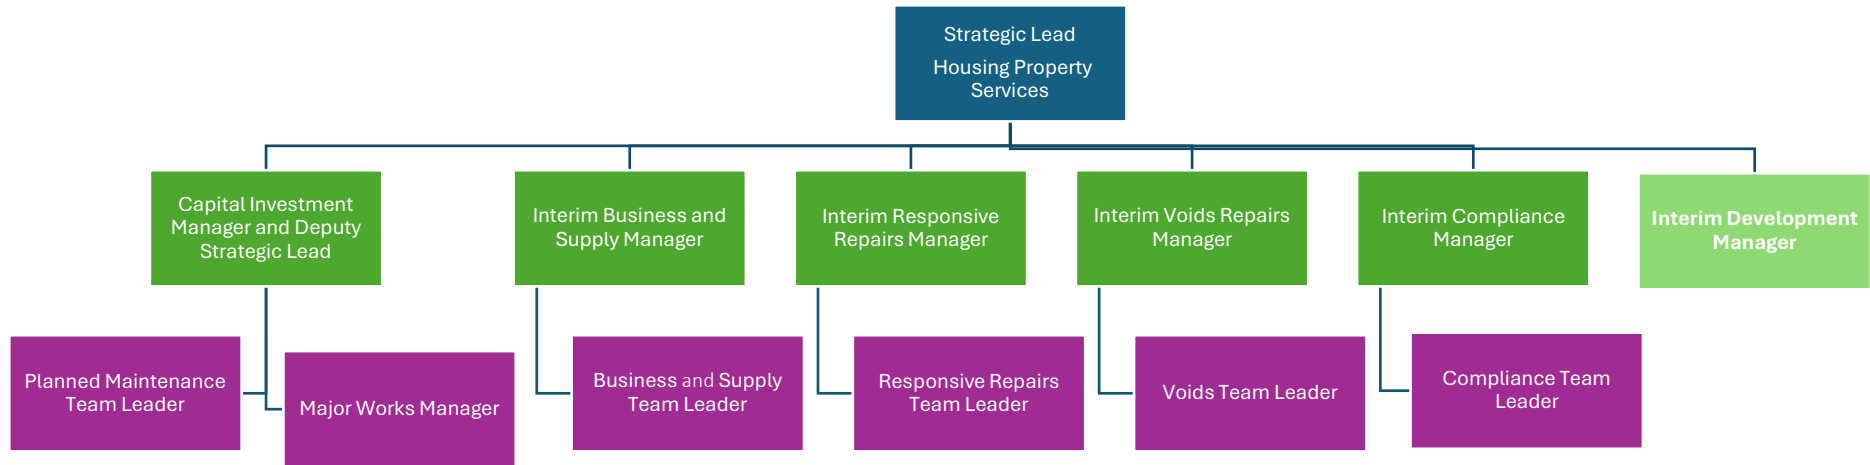 Strategic Lead
Housing Property
Services
Capital Investment
Manager and Deputy
Strategic Lead
Interim Business and
Supply Manager
Interim Responsive
Repairs Manager
Interim Voids Repairs
Manager
Interim Compliance
Manager
Interim Development
Manager
Planned Maintenance
Team Leader
Major Works Manager
Business and Supply
Team Leader
Responsive Repairs
Team Leader
Voids Team Leader
Compliance Team
Leader